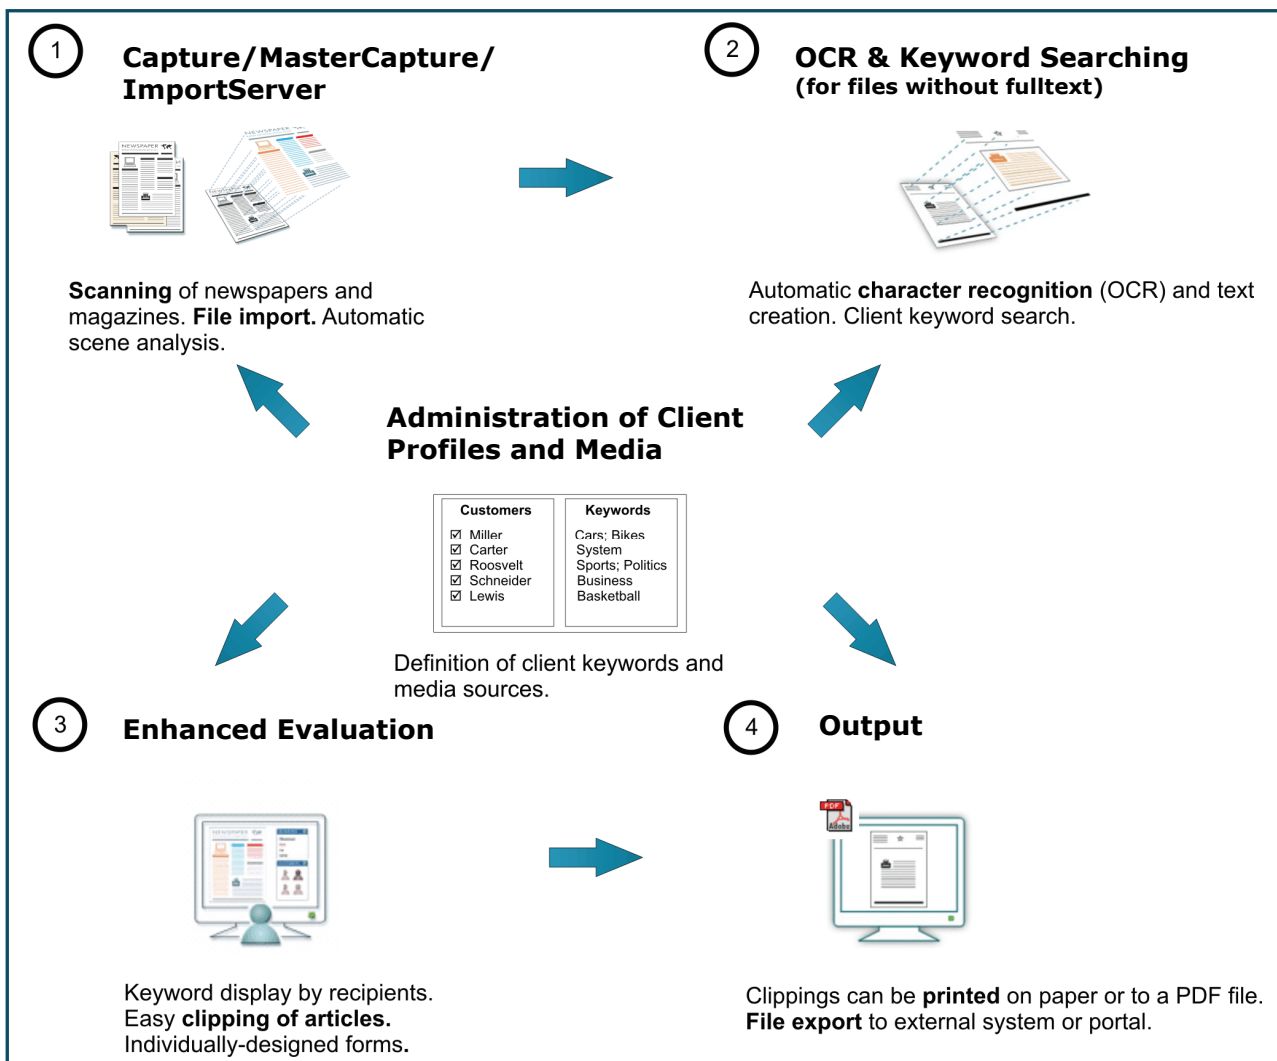 1
Capture/MasterCapture/
ImportServer
NEWSPAPER
NEWSPAPER
Scanning of newspapers and
magazines. File import. Automatic
scene analysis.
2
OCR & Keyword Searching
(for files without fulltext)
Automatic character recognition (OCR) and text
creation. Client keyword search.
Administration of Client
Profiles and Media
Customers
Miller
Carter
Roosvelt
Schneider
Lewis
Keywords
Cars; Bikes
System
Sports; Politics
Business
Basketball
Definition of client keywords and
media sources.
3
Enhanced Evaluation
NEWSPAPER
Keyword display by recipients.
Easy clipping of articles.
Individually-designed forms.
4
Output
PDF
Adobe
Clippings can be printed on paper or to a PDF file.
File export to external system or portal.